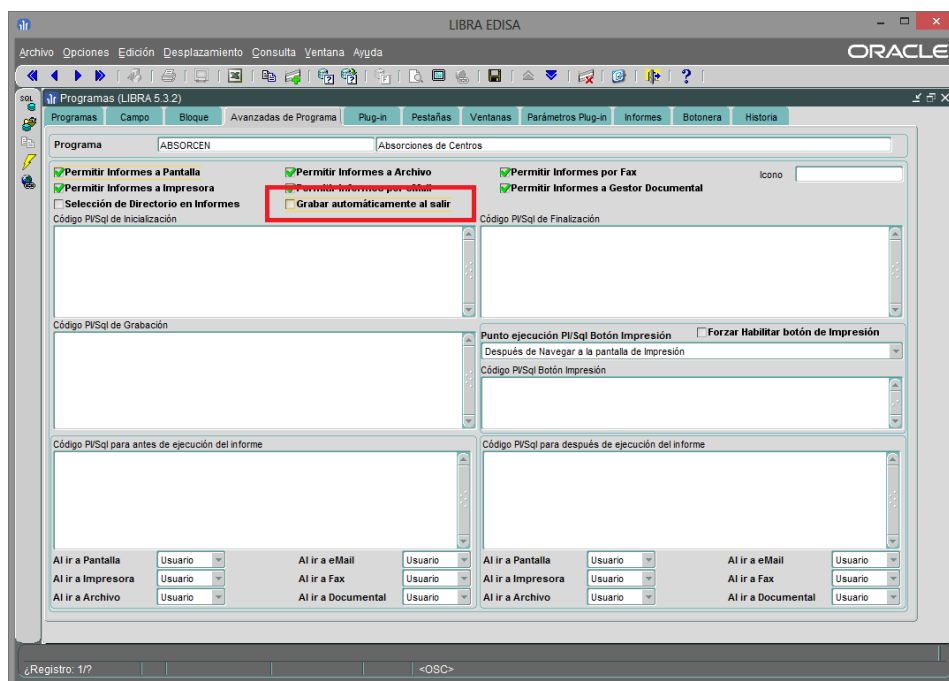 LIBRA EDISA
Archivo Opciones Edición Desplazamiento Consulta Ventana Ayuda
ORACLE
SQL
Programas (LIBRA 5.3.2)
Programas Campo Bloque Avanzadas de Programa Plug-in Pestañas Ventanas Parámetros Plug-in Informes Botonera Historia
Programa ABSORCEN Absorciones de Centros
Permitir Informes a Pantalla Permitir Informes a Archivo Permitir Informes por Fax Icono
Permitir Informes a Impresora Permitir Informes por eMail Permitir Informes a Gestor Documental
Selección de Directorio en Informes Grabar automáticamente al salir
Código Pl/Sql de Inicialización Código Pl/Sql de Finalización
Código Pl/Sql de Grabación
Punto ejecución Pl/Sql Botón Impresión Forzar Habilitar botón de Impresión
Después de Navegar a la pantalla de Impresión
Código Pl/Sql Botón Impresión
Código Pl/Sql para antes de ejecución del informe Código Pl/Sql para después de ejecución del informe
Al ir a Pantalla Usuario Al ir a eMail Usuario Al ir a Pantalla Usuario Al ir a eMail Usuario
Al ir a Impresora Usuario Al ir a Fax Usuario Al ir a Impresora Usuario Al ir a Fax Usuario
Al ir a Archivo Usuario Al ir a Documental Usuario Al ir a Archivo Usuario Al ir a Documental Usuario
¿Registro: 1/? <OSC>